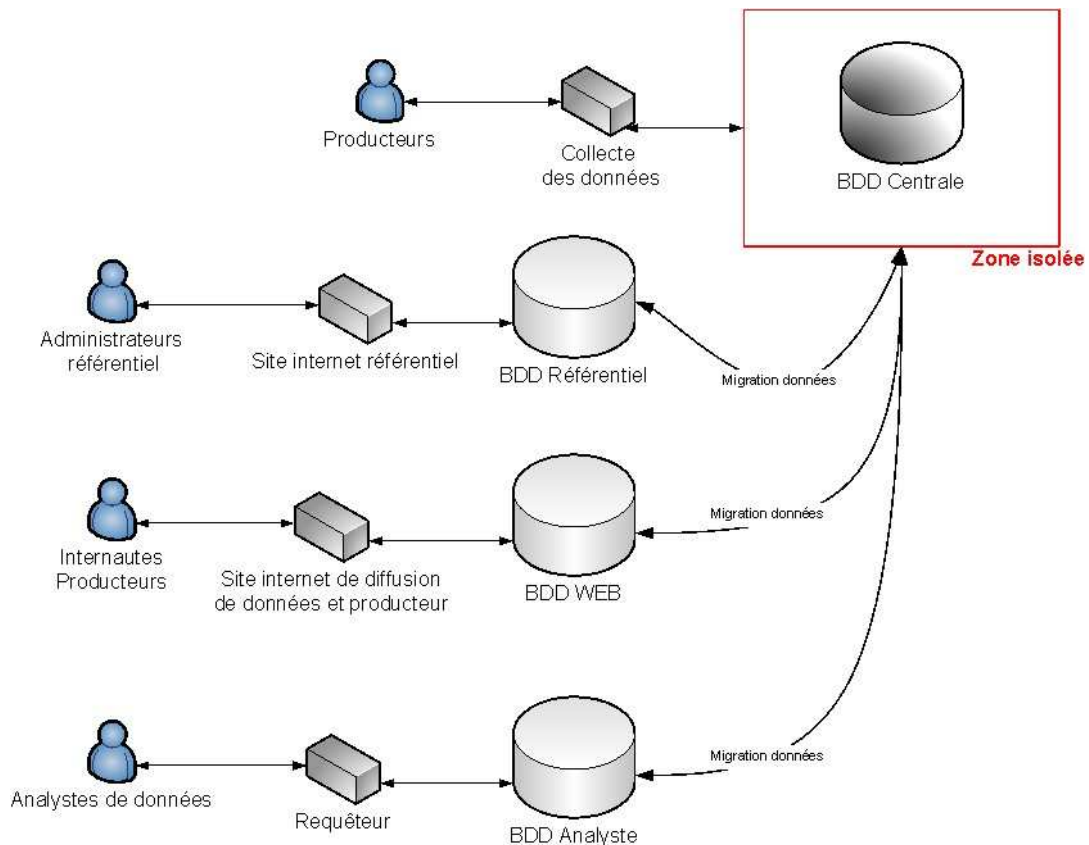 Producteurs
Collecte
des données
BDD Centrale
Zone isolée
Administrateurs
référentiel
Site internet référentiel
BDD Référentiel
Migration données
Internautes
Producteurs
Site internet de diffusion
de données et producteur
BDD WEB
Migration données
Analystes de données
Requêteur
BDD Analyste
Migration données